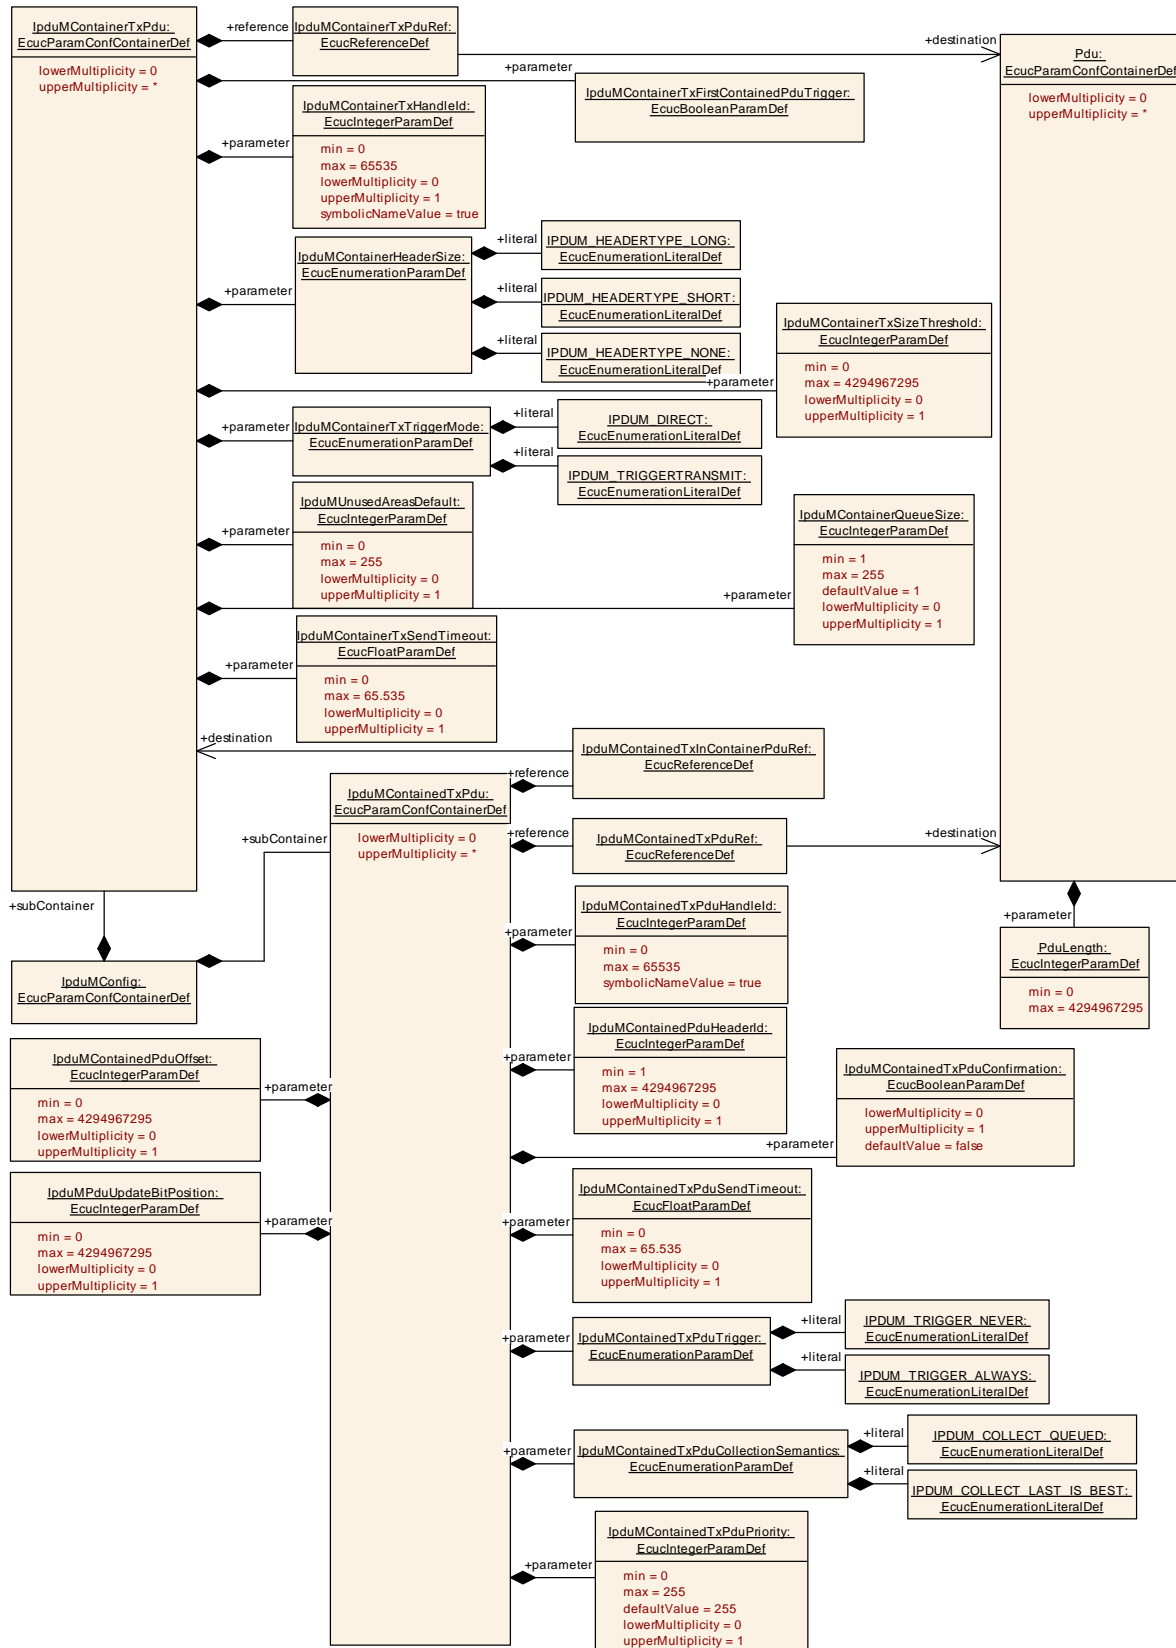 IpduMContainerTxPdu:
EcucParamConfContainerDef
lowerMultiplicity = 0
upperMultiplicity = *
+reference
IpduMContainerTxPduRef:
EcucReferenceDef
+destination
Pdu:
EcucParamConfContainerDef
lowerMultiplicity = 0
upperMultiplicity = *
+parameter
IpduMContainerTxFirstContainedPduTrigger:
EcucBooleanParamDef
+parameter
IpduMContainerTxHandleId:
EcucIntegerParamDef
min = 0
max = 65535
lowerMultiplicity = 0
upperMultiplicity = 1
symbolicNameValue = true
+parameter
IpduMContainerHeaderSize:
EcucEnumerationParamDef
+literal
IPDUM_HEADERTYPE_LONG:
EcucEnumerationLiteralDef
+literal
IPDUM_HEADERTYPE_SHORT:
EcucEnumerationLiteralDef
+literal
IPDUM_HEADERTYPE_NONE:
EcucEnumerationLiteralDef
+parameter
IpduMContainerTxSizeThreshold:
EcucIntegerParamDef
min = 0
max = 4294967295
lowerMultiplicity = 0
upperMultiplicity = 1
+parameter
IpduMContainerTxTriggerMode:
EcucEnumerationParamDef
+literal
IPDUM_DIRECT:
EcucEnumerationLiteralDef
+literal
IPDUM_TRIGGERTRANSMIT:
EcucEnumerationLiteralDef
+parameter
IpduMUnusedAreasDefault:
EcucIntegerParamDef
min = 0
max = 255
lowerMultiplicity = 0
upperMultiplicity = 1
+parameter
IpduMContainerQueueSize:
EcucIntegerParamDef
min = 1
max = 255
defaultValue = 1
lowerMultiplicity = 0
upperMultiplicity = 1
+parameter
IpduMContainerTxSendTimeout:
EcucFloatParamDef
min = 0
max = 65.535
lowerMultiplicity = 0
upperMultiplicity = 1
+destination
IpduMContainedTxInContainerPduRef:
EcucReferenceDef
+reference
IpduMContainedTxPdu:
EcucParamConfContainerDef
lowerMultiplicity = 0
upperMultiplicity = *
+subContainer
+reference
IpduMContainedTxPduRef:
EcucReferenceDef
+destination
+subContainer
IpduMConfig:
EcucParamConfContainerDef
+parameter
IpduMContainedTxPduHandleId:
EcucIntegerParamDef
min = 0
max = 65535
symbolicNameValue = true
+parameter
PduLength:
EcucIntegerParamDef
min = 0
max = 4294967295
+parameter
IpduMContainedPduHeaderId:
EcucIntegerParamDef
min = 1
max = 4294967295
lowerMultiplicity = 0
upperMultiplicity = 1
IpduMContainedPduOffset:
EcucIntegerParamDef
min = 0
max = 4294967295
lowerMultiplicity = 0
upperMultiplicity = 1
+parameter
+parameter
IpduMContainedTxPduConfirmation:
EcucBooleanParamDef
lowerMultiplicity = 0
upperMultiplicity = 1
defaultValue = false
IpduMPduUpdateBitPosition:
EcucIntegerParamDef
min = 0
max = 4294967295
lowerMultiplicity = 0
upperMultiplicity = 1
+parameter
+parameter
IpduMContainedTxPduSendTimeout:
EcucFloatParamDef
min = 0
max = 65.535
lowerMultiplicity = 0
upperMultiplicity = 1
+parameter
IpduMContainedTxPduTrigger:
EcucEnumerationParamDef
+literal
IPDUM_TRIGGER_NEVER:
EcucEnumerationLiteralDef
+literal
IPDUM_TRIGGER_ALWAYS:
EcucEnumerationLiteralDef
+parameter
IpduMContainedTxPduCollectionSemantics:
EcucEnumerationParamDef
+literal
IPDUM_COLLECT_QUEUED:
EcucEnumerationLiteralDef
+literal
IPDUM_COLLECT_LAST_IS_BEST:
EcucEnumerationLiteralDef
+parameter
IpduMContainedTxPduPriority:
EcucIntegerParamDef
min = 0
max = 255
defaultValue = 255
lowerMultiplicity = 0
upperMultiplicity = 1